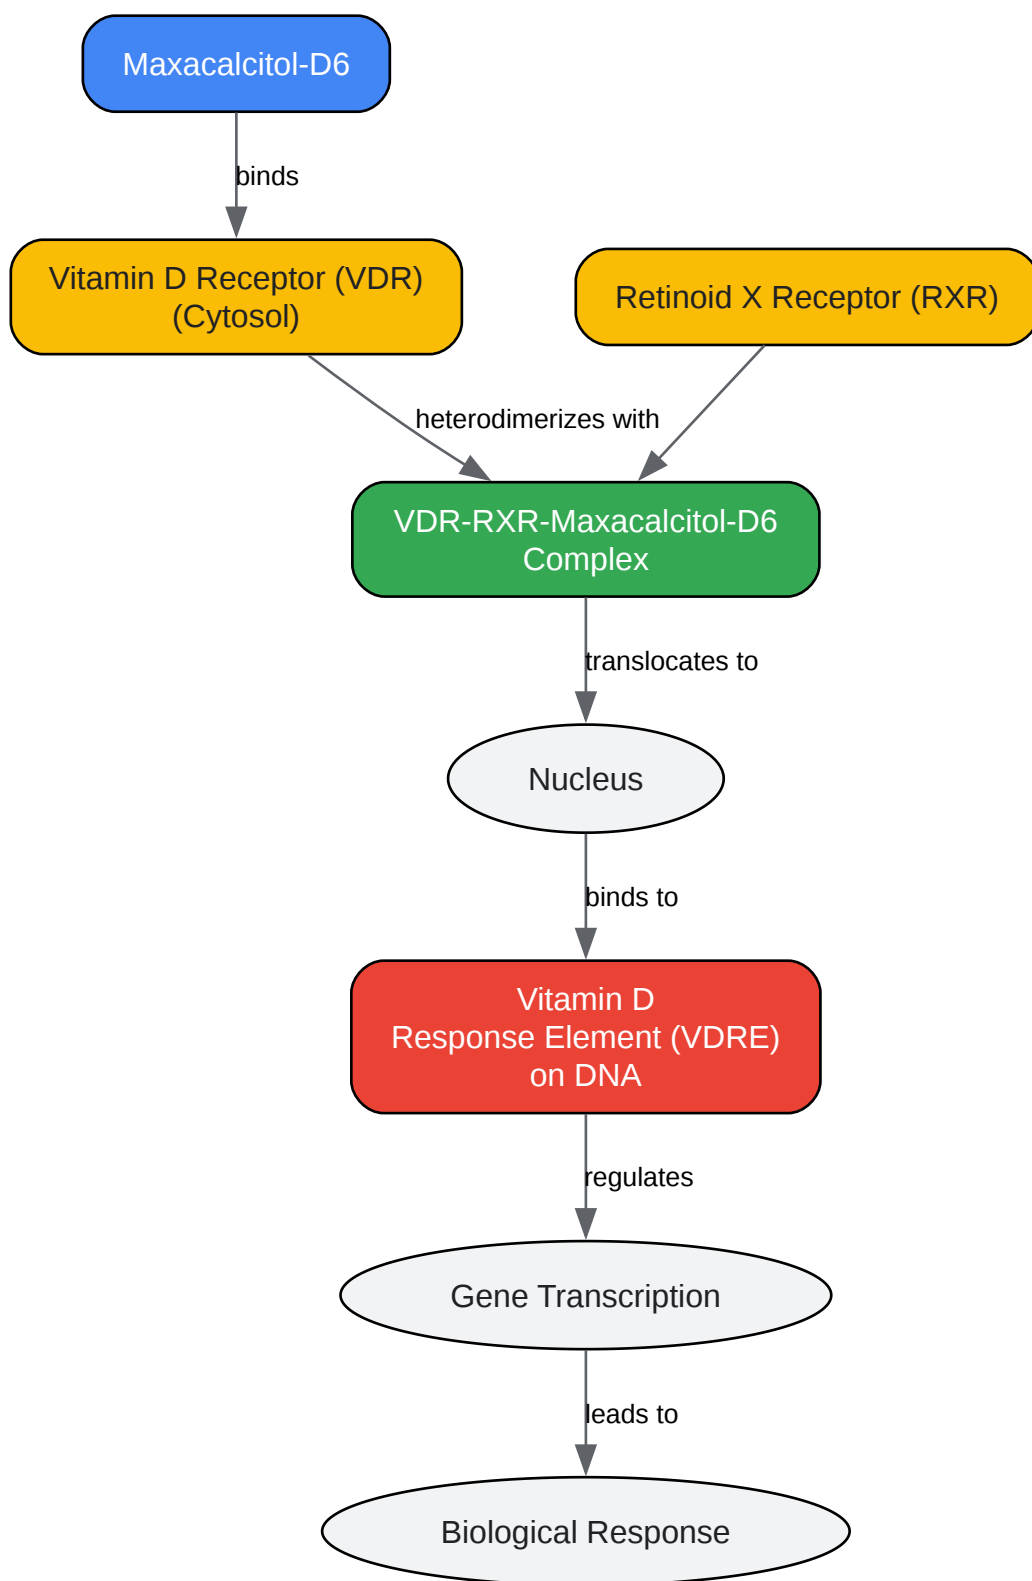 Maxacalcitol-D6
binds
Vitamin D Receptor (VDR)
(Cytosol)
Retinoid X Receptor (RXR)
heterodimerizes with
VDR-RXR-Maxacalcitol-D6
Complex
translocates to
Nucleus
binds to
Vitamin D
Response Element (VDRE)
on DNA
regulates
Gene Transcription
leads to
Biological Response